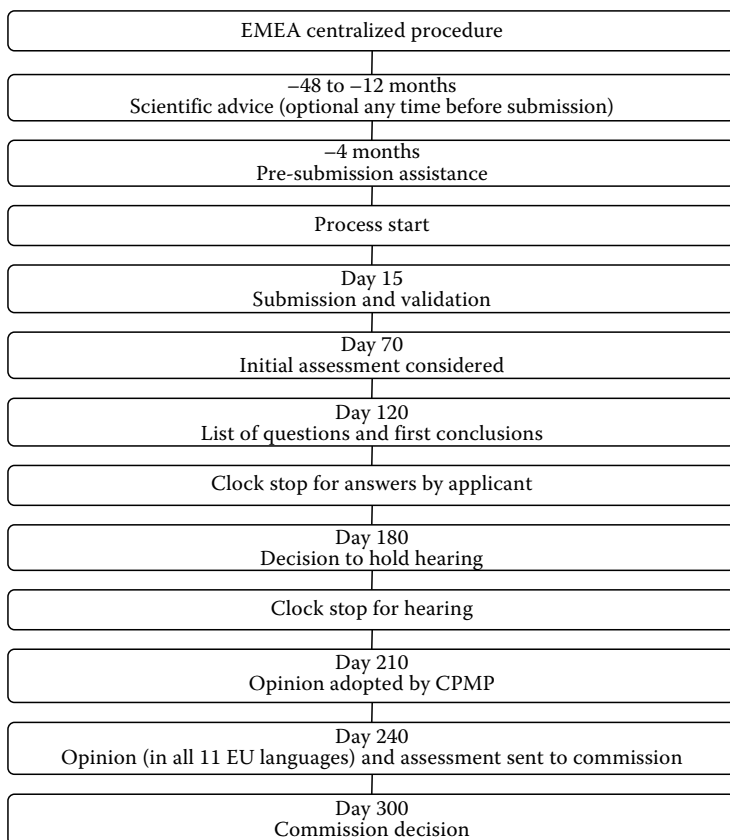 EMEA centralized procedure
–48 to –12 months
Scientific advice (optional any time before submission)
–4 months
Pre-submission assistance
Process start
Day 15
Submission and validation
Day 70
Initial assessment considered
Day 120
List of questions and first conclusions
Clock stop for answers by applicant
Day 180
Decision to hold hearing
Clock stop for hearing
Day 210
Opinion adopted by CPMP
Day 240
Opinion (in all 11 EU languages) and assessment sent to commission
Day 300
Commission decision